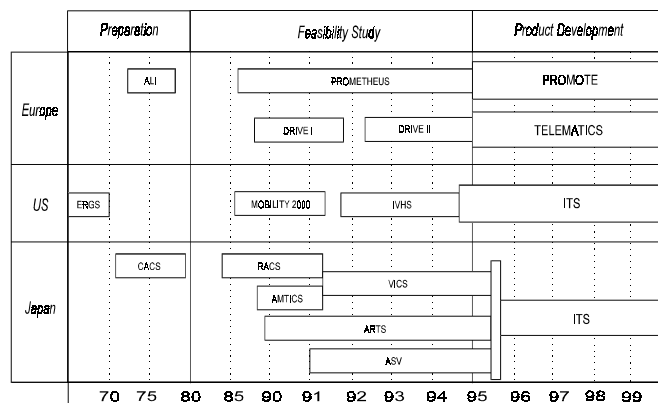 Preparation Feasibility Study Product Development
Europe
ALI PROMETHEUS PROMOTE
DRIVE I DRIVE II TELEMATICS
US
ERGS MOBILITY 2000 IVHS ITS
Japan
CACS RACS
VICS
AMTICS
ITS
ARTS
ASV
70 75 80 85 90 91 92 93 94 95 96 97 98 99